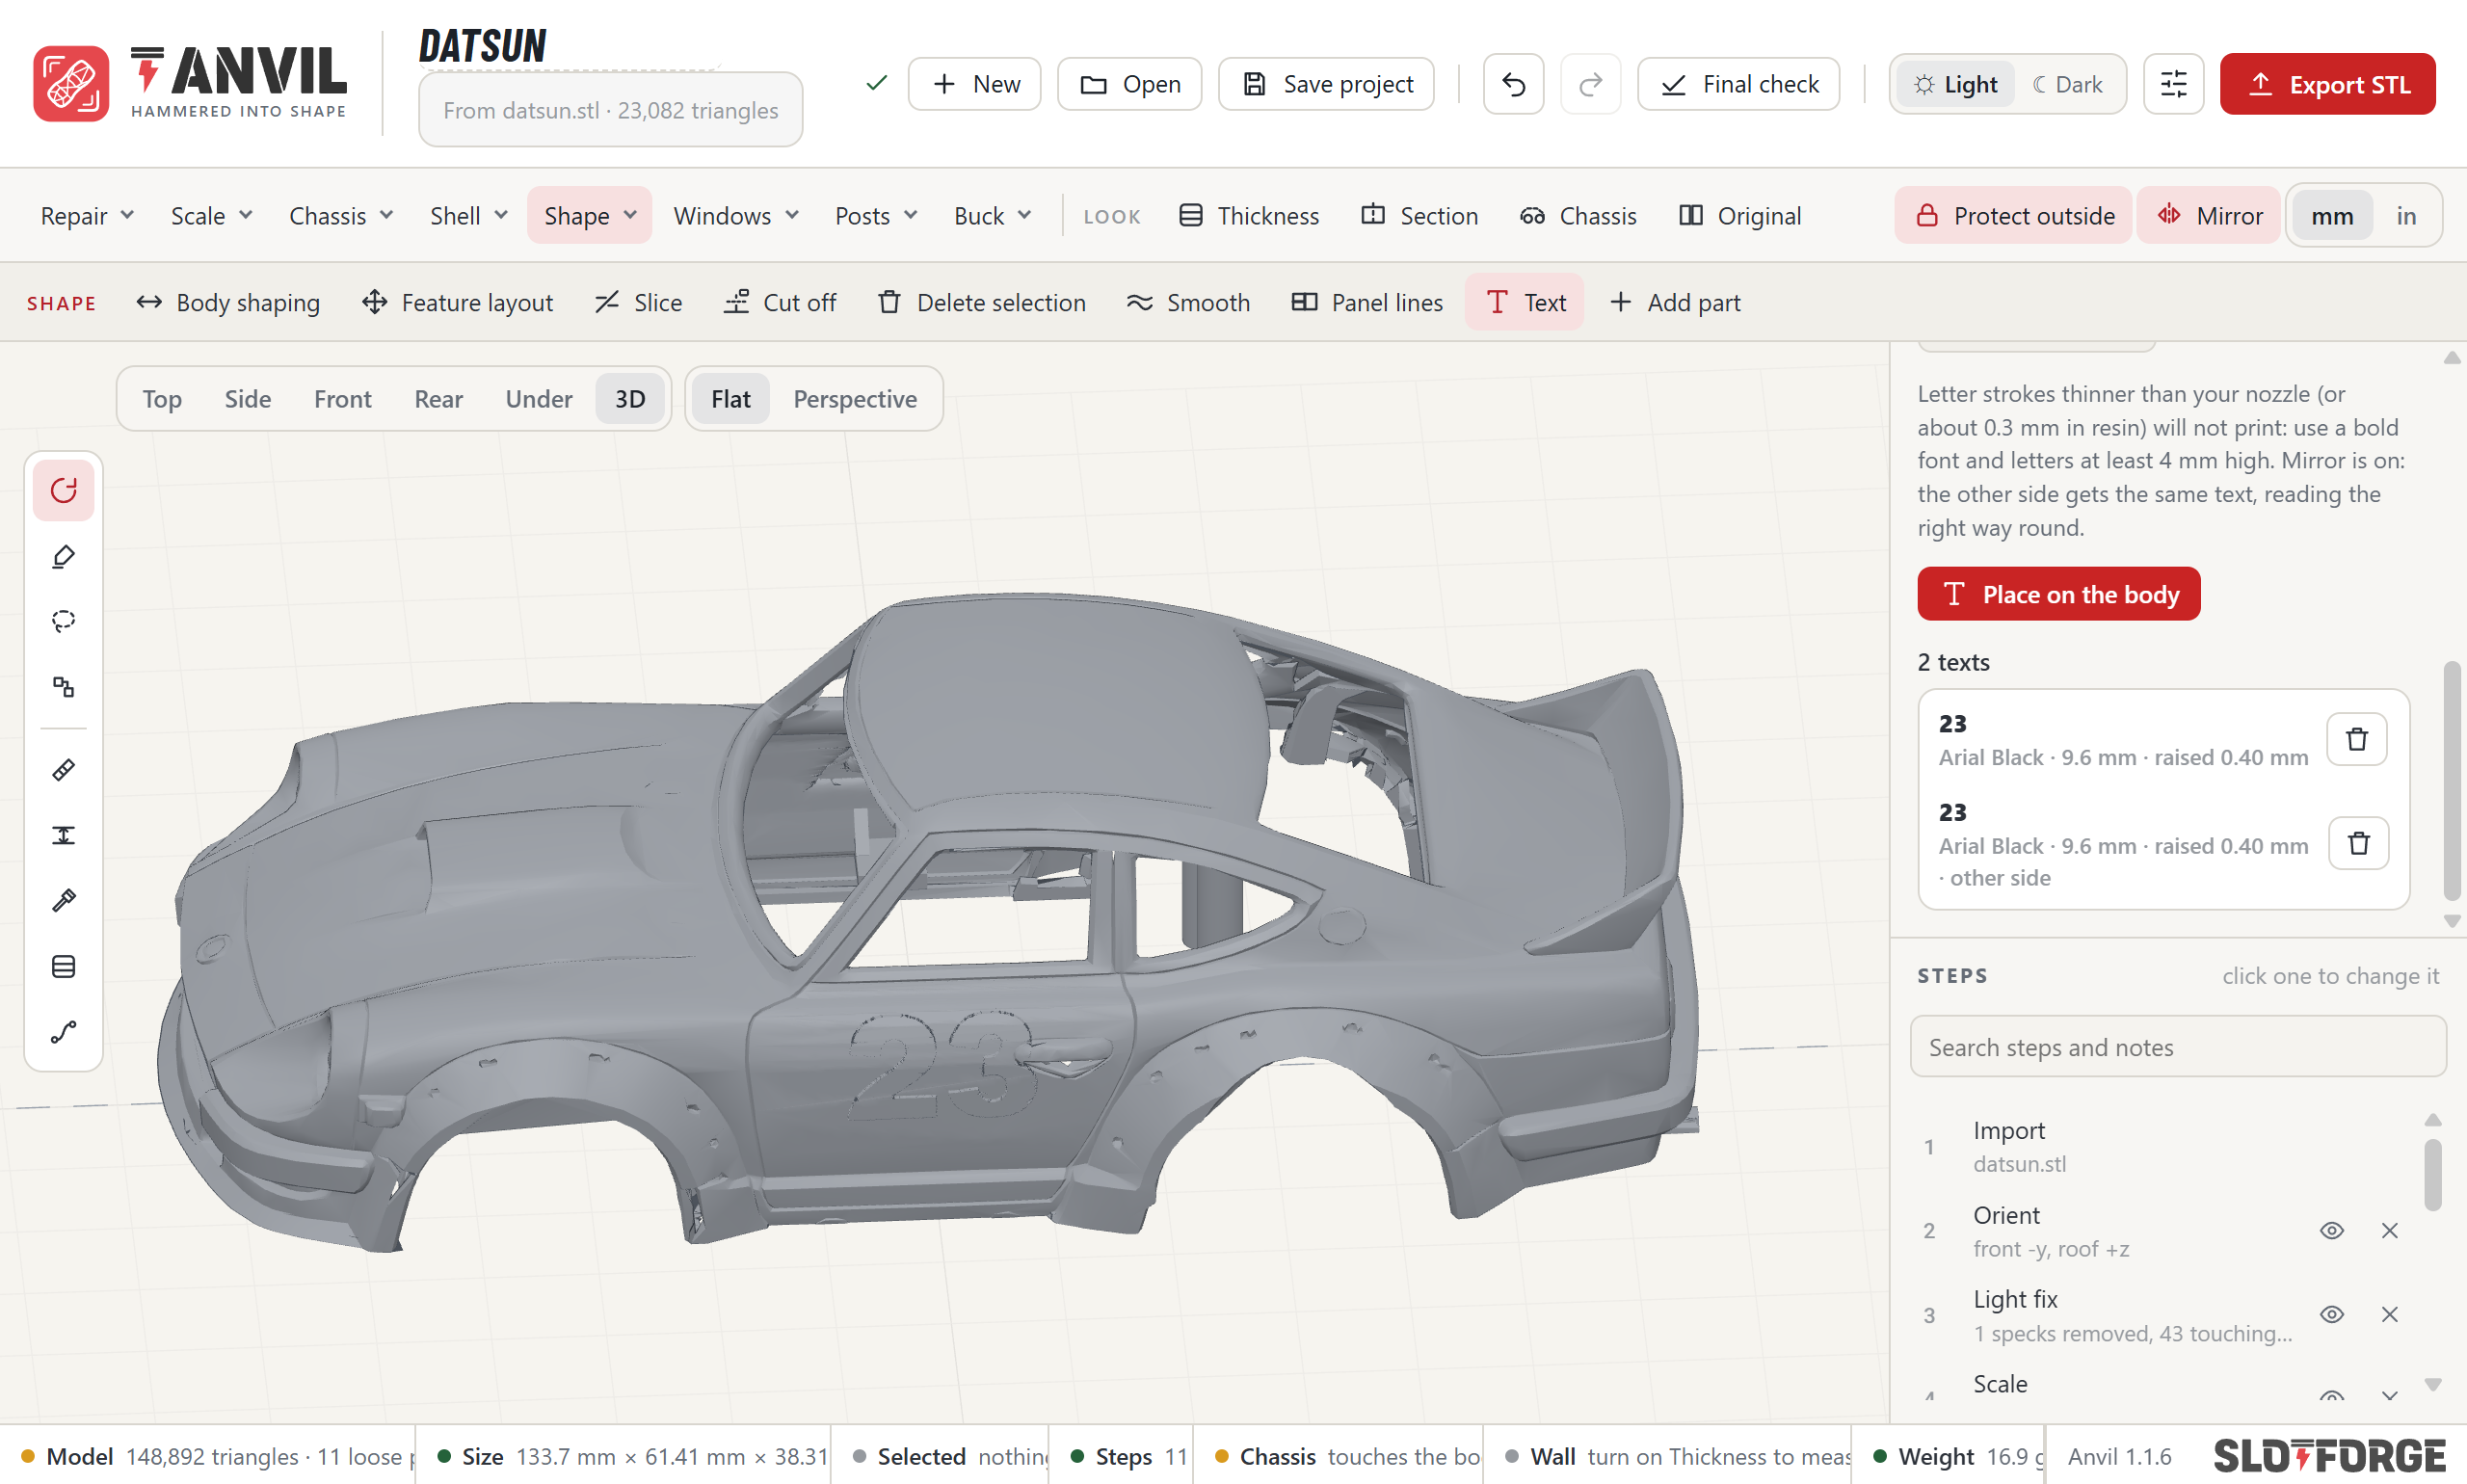 ANVIL
HAMMERED INTO SHAPE
DATSUN
From datsun.stl · 23,082 triangles
New
Open
Save project
Final check
Light
Dark
Export STL
Repair
Scale
Chassis
Shell
Shape
Windows
Posts
Buck
LOOK
Thickness
Section
Chassis
Original
Protect outside
Mirror
mm
in
SHAPE
Body shaping
Feature layout
Slice
Cut off
Delete selection
Smooth
Panel lines
Text
Add part
Top
Side
Front
Rear
Under
3D
Flat
Perspective
23
Letter strokes thinner than your nozzle (or
about 0.3 mm in resin) will not print: use a bold
font and letters at least 4 mm high. Mirror is on:
the other side gets the same text, reading the
right way round.
Place on the body
2 texts
23
Arial Black · 9.6 mm · raised 0.40 mm
23
Arial Black · 9.6 mm · raised 0.40 mm
· other side
STEPS
click one to change it
Search steps and notes
1
Import
datsun.stl
2
Orient
front -y, roof +z
3
Light fix
1 specks removed, 43 touching...
4
Scale
Model 148,892 triangles · 11 loose
Size 133.7 mm × 61.41 mm × 38.31
Selected nothing
Steps 11
Chassis touches the bo
Wall turn on Thickness to meas
Weight 16.9 g
Anvil 1.1.6
SLOTFORGE